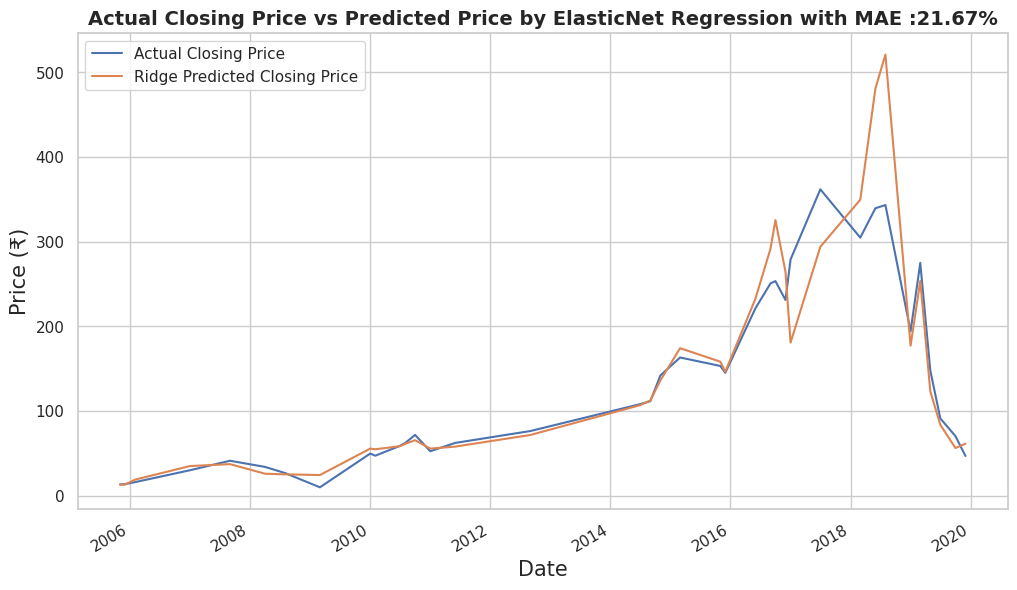 Actual Closing Price vs Predicted Price by ElasticNet Regression with MAE :21.67%
Actual Closing Price
Ridge Predicted Closing Price
Price (₹)
500
400
300
200
100
0
2006 2008 2010 2012 2014 2016 2018 2020
Date